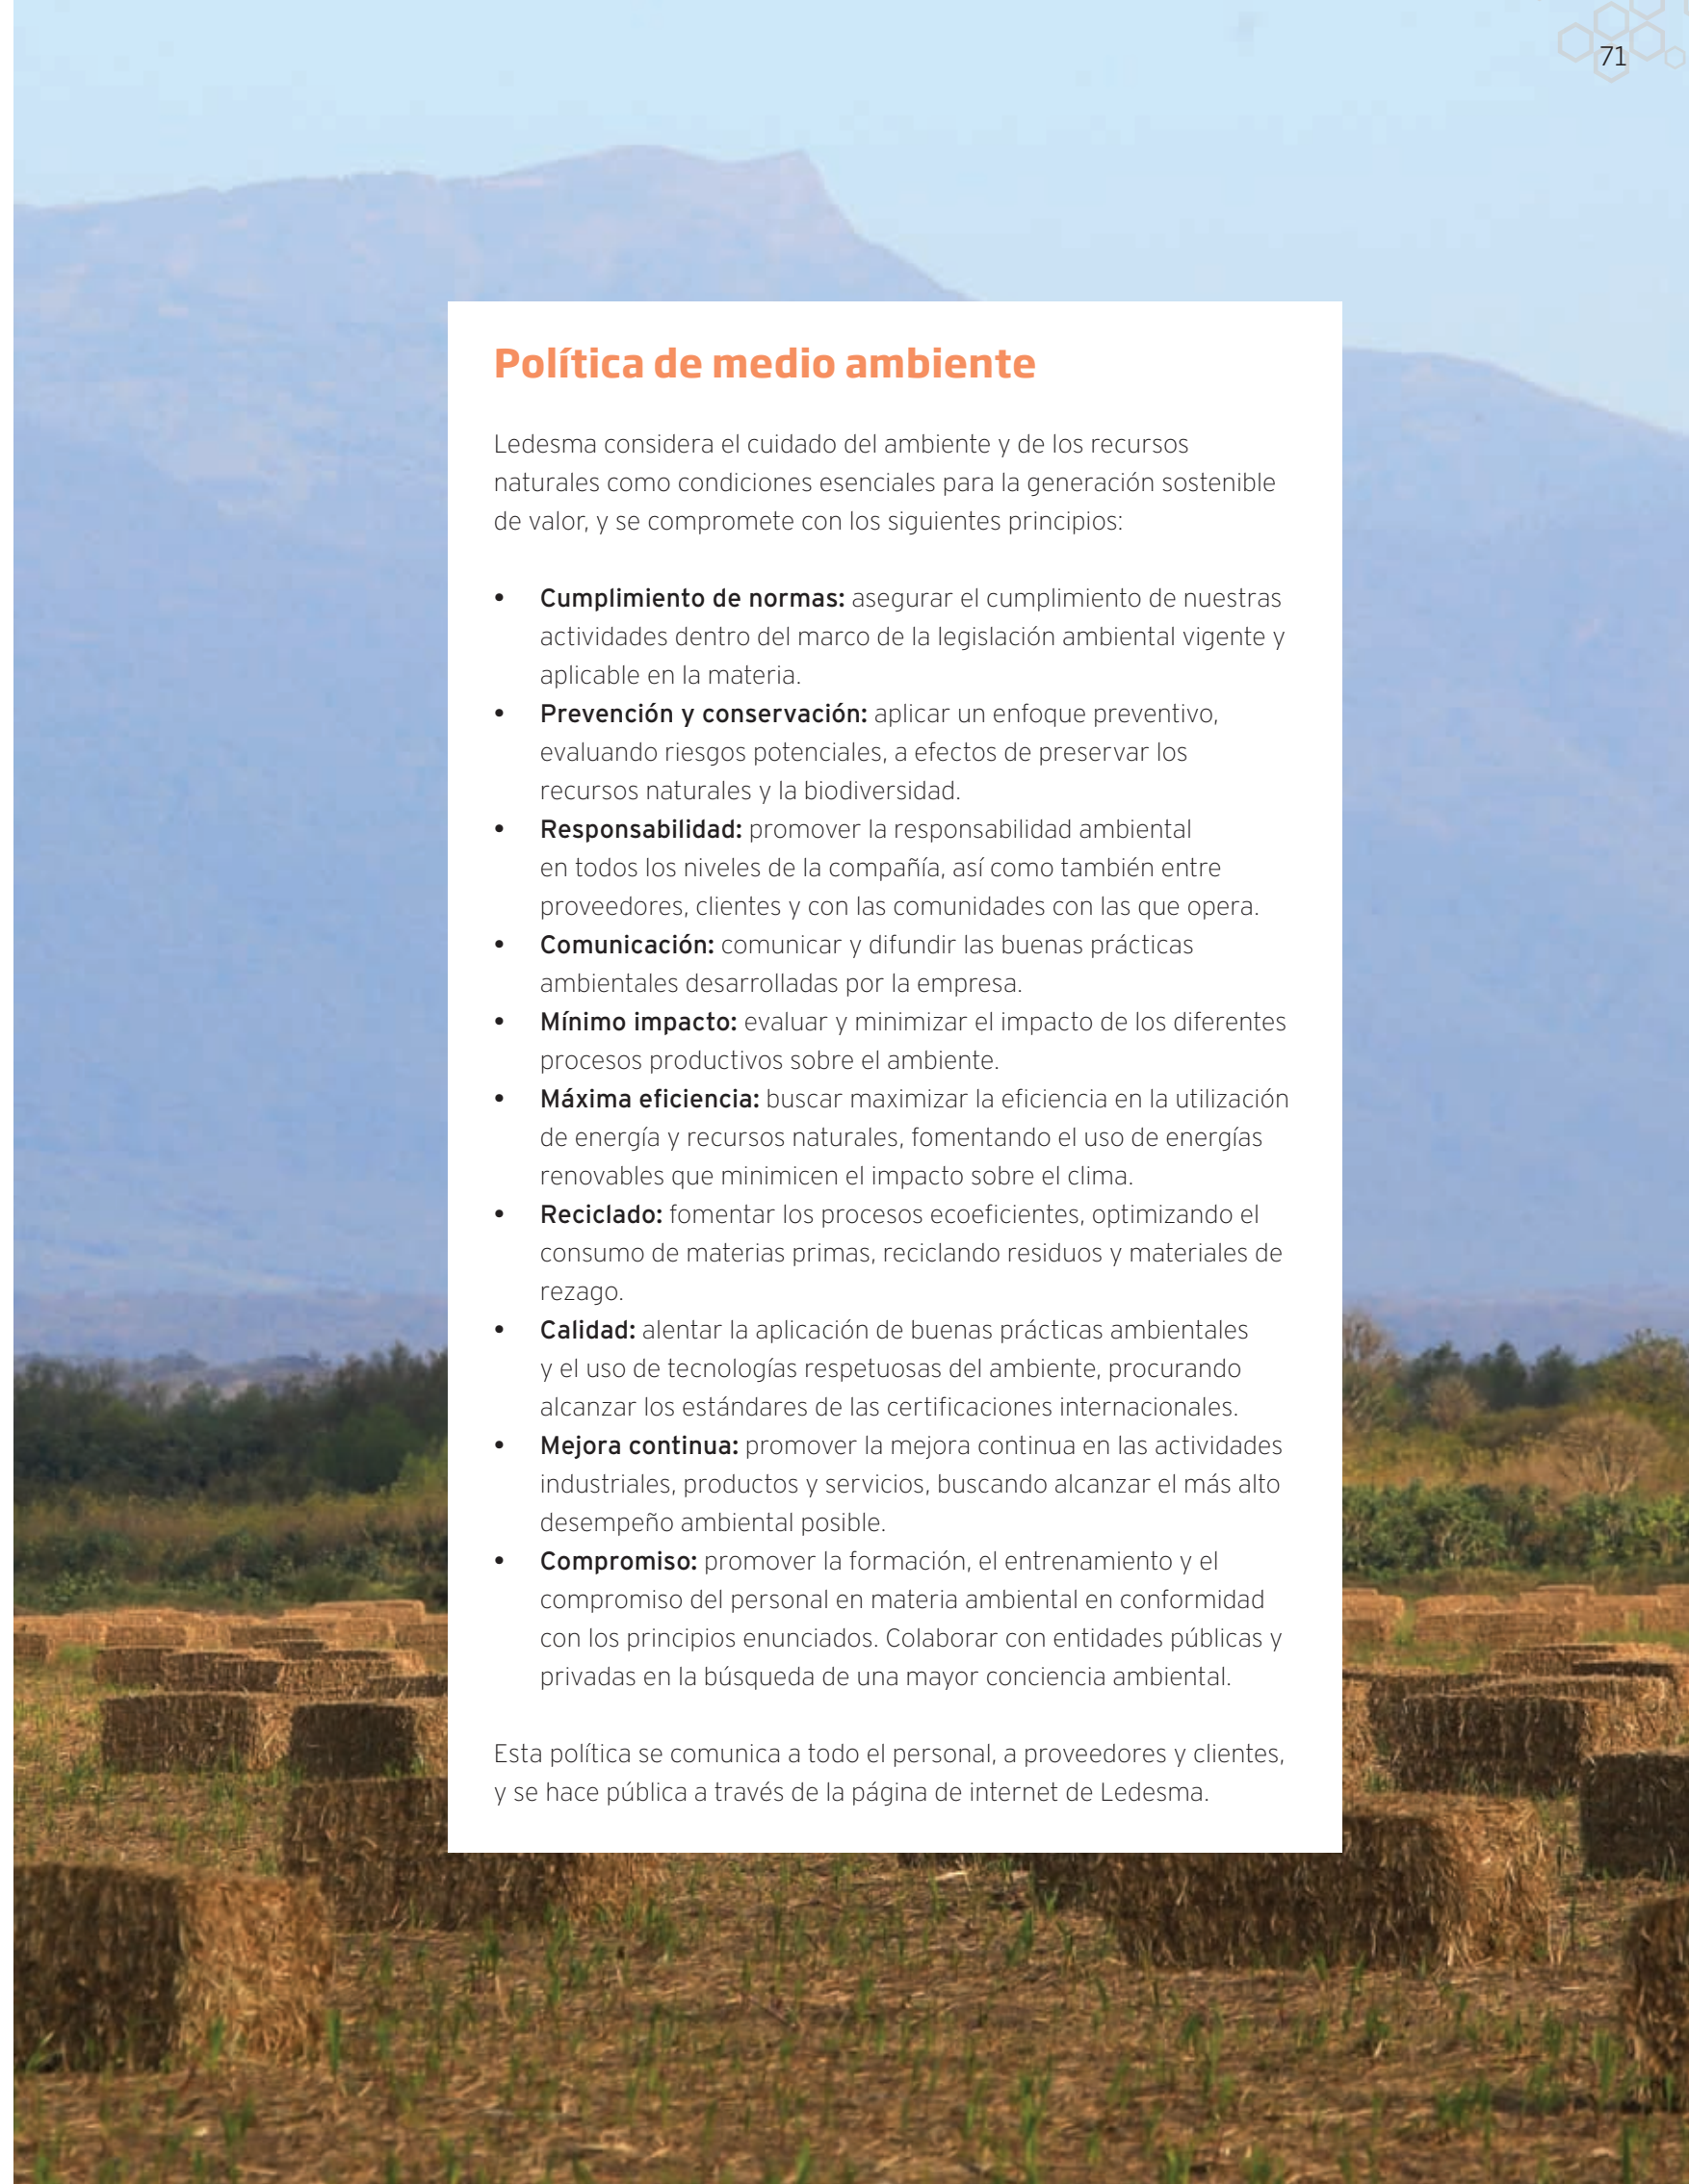 71
Política de medio ambiente
Ledesma considera el cuidado del ambiente y de los recursos
naturales como condiciones esenciales para la generación sostenible
de valor, y se compromete con los siguientes principios:
• Cumplimiento de normas: asegurar el cumplimiento de nuestras
actividades dentro del marco de la legislación ambiental vigente y
aplicable en la materia.
• Prevención y conservación: aplicar un enfoque preventivo,
evaluando riesgos potenciales, a efectos de preservar los
recursos naturales y la biodiversidad.
• Responsabilidad: promover la responsabilidad ambiental
en todos los niveles de la compañía, así como también entre
proveedores, clientes y con las comunidades con las que opera.
• Comunicación: comunicar y difundir las buenas prácticas
ambientales desarrolladas por la empresa.
• Mínimo impacto: evaluar y minimizar el impacto de los diferentes
procesos productivos sobre el ambiente.
• Máxima eficiencia: buscar maximizar la eficiencia en la utilización
de energía y recursos naturales, fomentando el uso de energías
renovables que minimicen el impacto sobre el clima.
• Reciclado: fomentar los procesos ecoeficientes, optimizando el
consumo de materias primas, reciclando residuos y materiales de
rezago.
• Calidad: alentar la aplicación de buenas prácticas ambientales
y el uso de tecnologías respetuosas del ambiente, procurando
alcanzar los estándares de las certificaciones internacionales.
• Mejora continua: promover la mejora continua en las actividades
industriales, productos y servicios, buscando alcanzar el más alto
desempeño ambiental posible.
• Compromiso: promover la formación, el entrenamiento y el
compromiso del personal en materia ambiental en conformidad
con los principios enunciados. Colaborar con entidades públicas y
privadas en la búsqueda de una mayor conciencia ambiental.
Esta política se comunica a todo el personal, a proveedores y clientes,
y se hace pública a través de la página de internet de Ledesma.